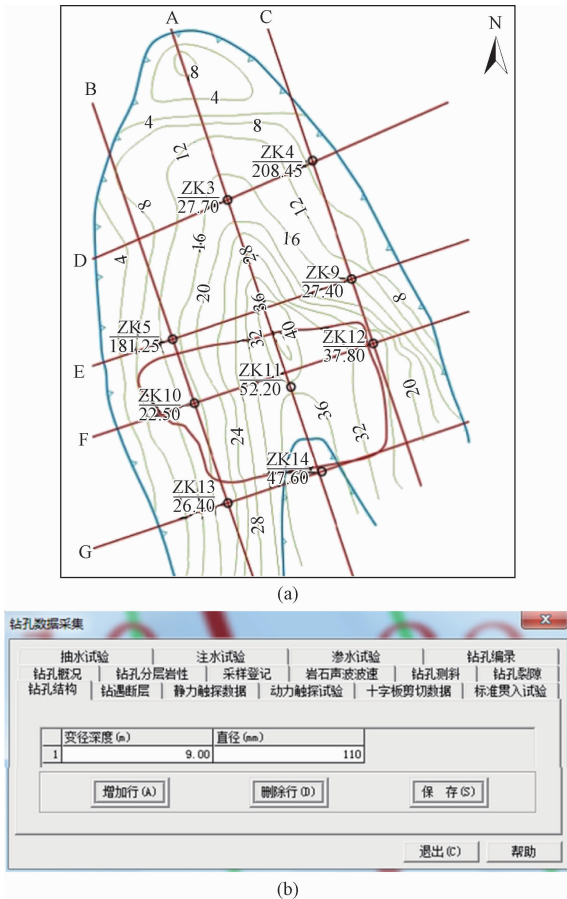 A
C
N
8
B
4
4
8
ZK4
208.45
12
ZK3
27.70
8
12
16
16
28
D
4
ZK9
27.40
20
36
8
ZK5
181.25
32
40
ZK12
37.80
E
ZK11
52.20
20
ZK10
22.50
36
F
24
32
ZK14
47.60
ZK13
26.40
28
G
(a)
钻孔数据采集
抽水试验 注水试验 渗水试验 钻孔编录
钻孔概况 钻孔分层岩性 采样登记 岩石声波波速 钻孔测斜 钻孔裂隙
钻孔结构 钻遇断层 静力触探数据 动力触探试验 十字板剪切数据 标准贯入试验
变径深度(m) 直径(mm)
1 9.00 110
增加行(A) 删除行(D) 保 存(S)
退出(C) 帮助
(b)